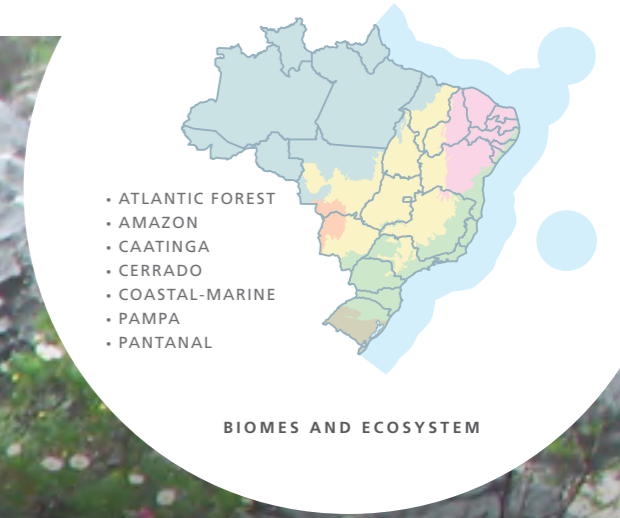 • ATLANTIC FOREST
• AMAZON
• CAATINGA
• CERRADO
• COASTAL-MARINE
• PAMPA
• PANTANAL
BIOMES AND ECOSYSTEM